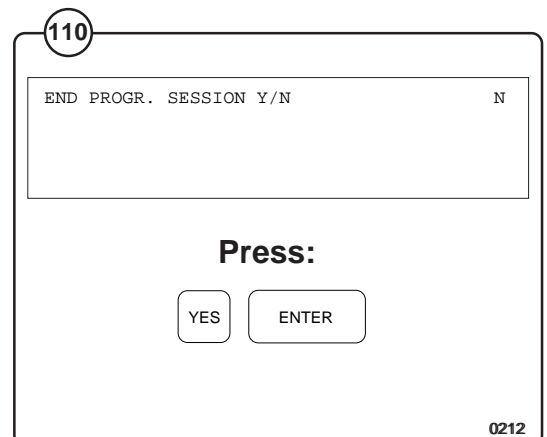 110
END PROGR. SESSION Y/N N
Press:
YES ENTER
0212